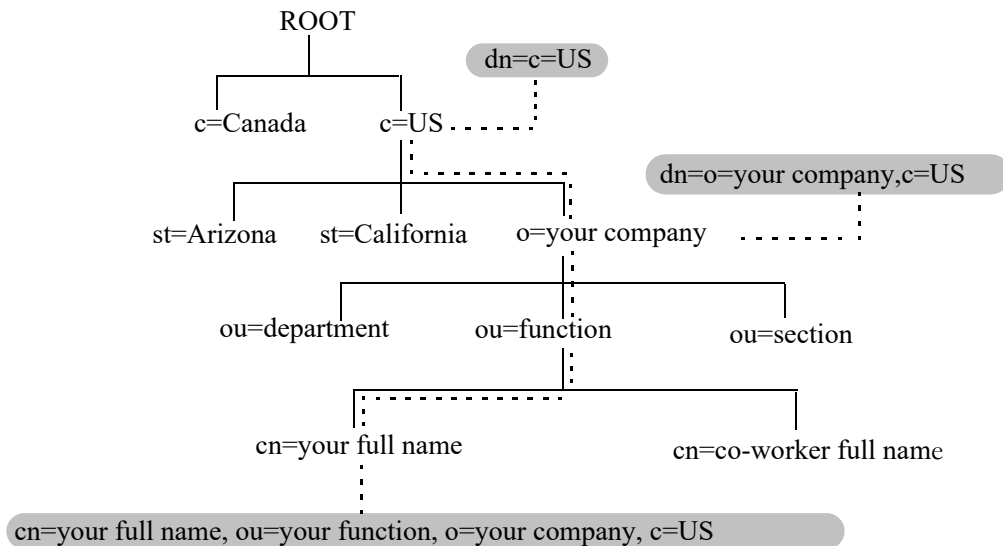 ROOT
dn=c=US
c=Canada
c=US
dn=o=your company,c=US
st=Arizona
st=California
o=your company
ou=department
ou=function
ou=section
cn=your full name
cn=co-worker full name
cn=your full name, ou=your function, o=your company, c=US